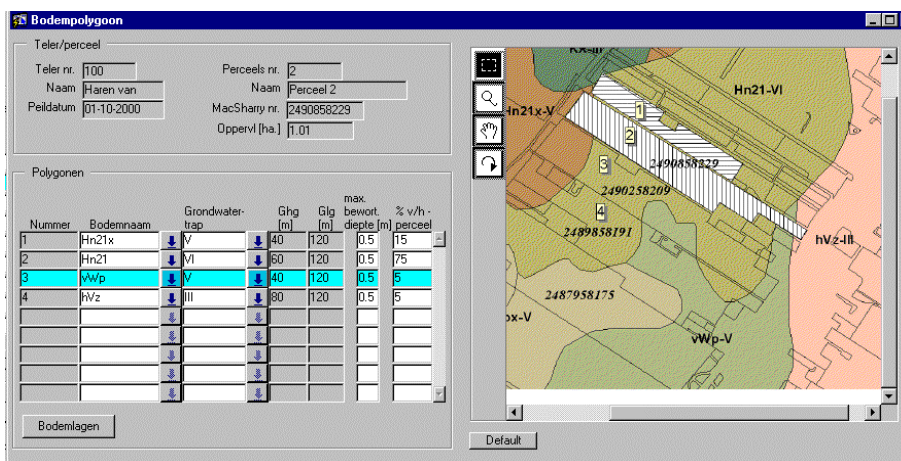 Bodempolygoon
Teler/perceel
Teler nr. 100 Perceels nr. 2
Naam Haren van Naam Perceel 2
Peildatum 01-10-2000 MacSharry nr. 2490858229
Oppervl [ha.] 1.01
Polygonen
Nummer Bodemnaam Grondwater-trap Ghg [m] Glg [m] max. bewort. diepte [m] % v/h - perceel
1 Hn21x V 40 120 0.5 15
2 Hn21 VI 60 120 0.5 75
3 vWp V 40 120 0.5 5
4 hVz III 80 120 0.5 5
Bodemlagen
Hn21-VI
Hn21x-V
1
2
3
2490858229
2490258209
4
2489858191
hVz-III
2487958175
px-V
vWp-V
Default